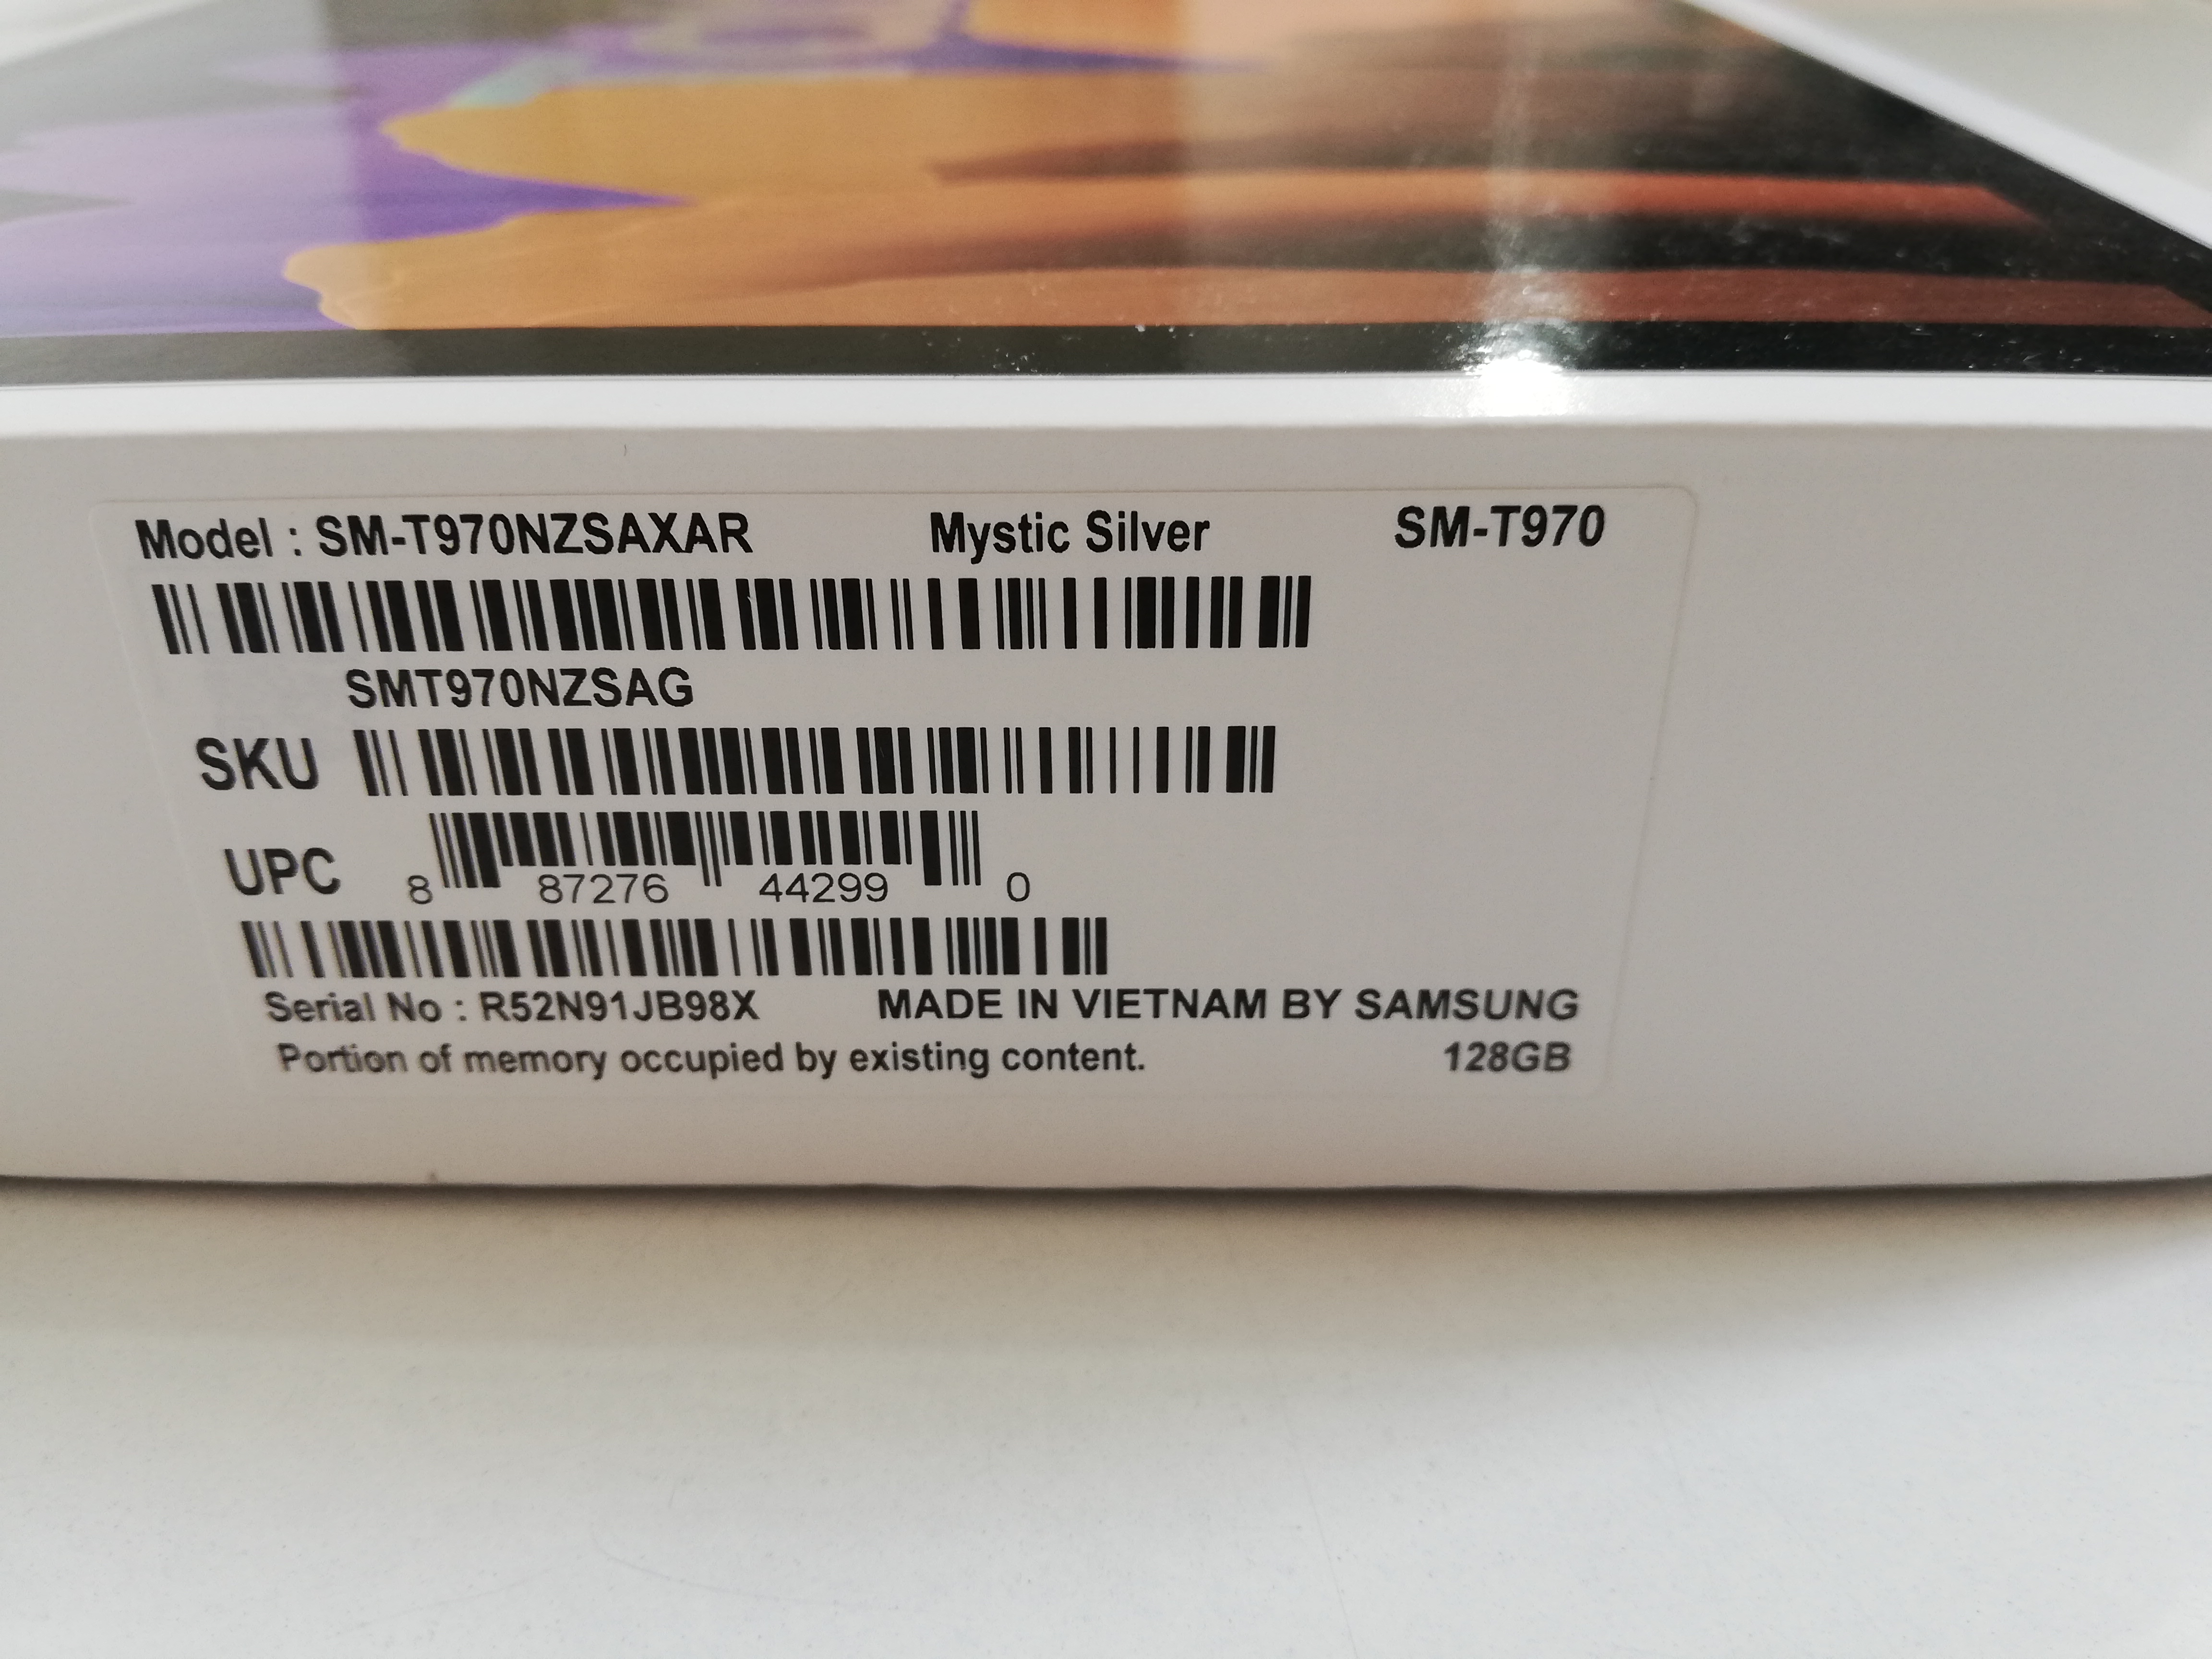 Model : SM-T970NZSAXAR Mystic Silver SM-T970
SMT970NZSAG
SKU
UPC 8 87276 44299 0
Serial No : R52N91JB98X MADE IN VIETNAM BY SAMSUNG
Portion of memory occupied by existing content. 128GB